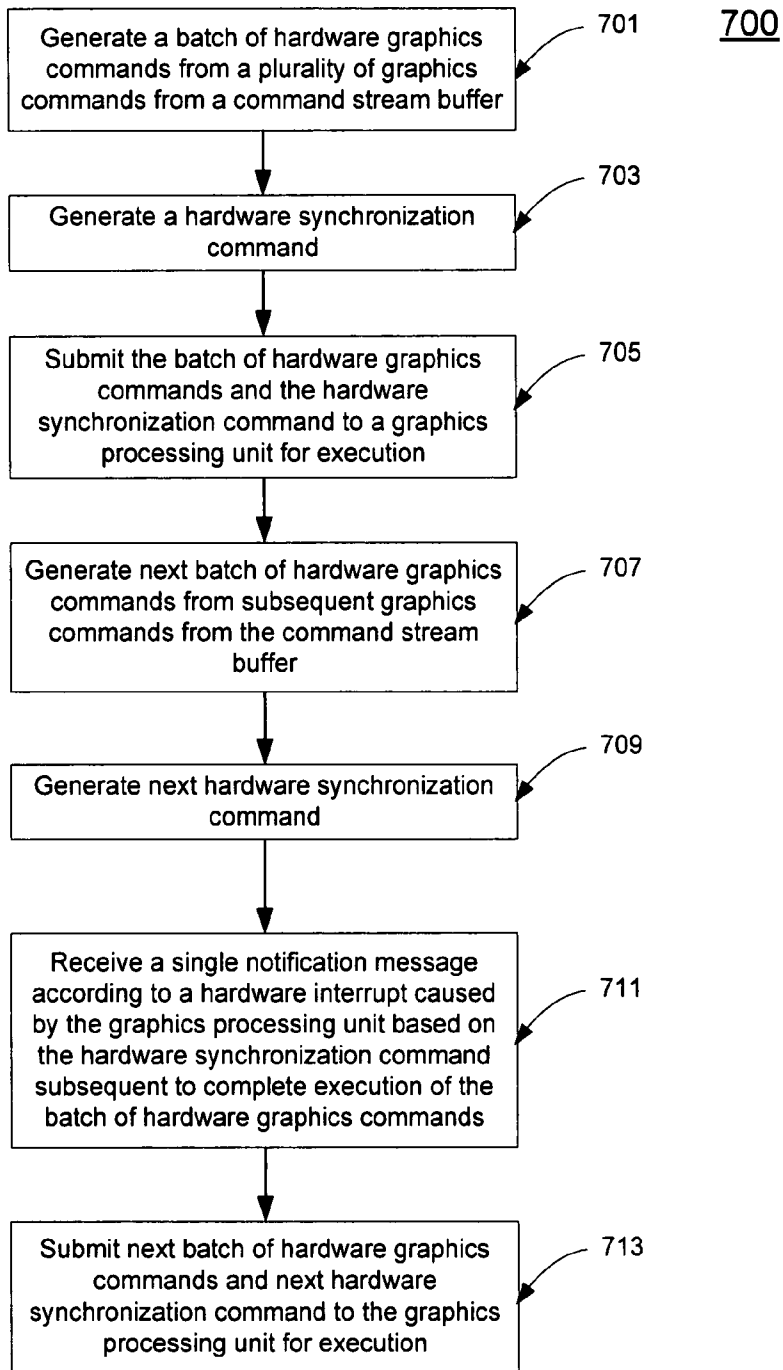 700
Generate a batch of hardware graphics
commands from a plurality of graphics
commands from a command stream buffer
701
Generate a hardware synchronization
command
703
Submit the batch of hardware graphics
commands and the hardware
synchronization command to a graphics
processing unit for execution
705
Generate next batch of hardware graphics
commands from subsequent graphics
commands from the command stream
buffer
707
Generate next hardware synchronization
command
709
Receive a single notification message
according to a hardware interrupt caused
by the graphics processing unit based on
the hardware synchronization command
subsequent to complete execution of the
batch of hardware graphics commands
711
Submit next batch of hardware graphics
commands and next hardware
synchronization command to the graphics
processing unit for execution
713